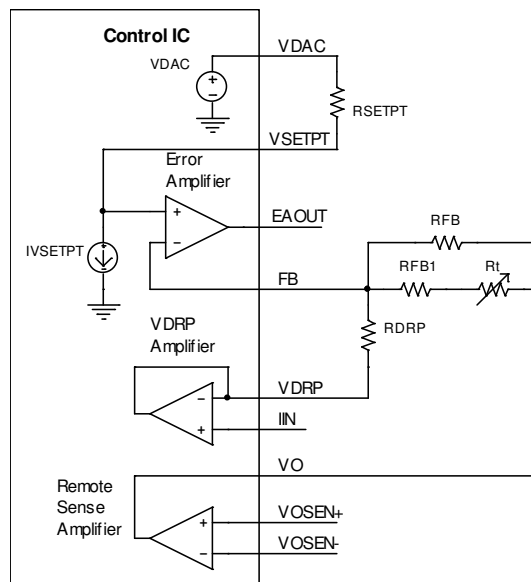 Control IC
VDAC
VDAC
+
−
RSETPT
VSETPT
Error
Amplifier
+
−
EAOUT
IVSETPT
RFB
FB
RFB1
Rt
RDRP
VDRP
Amplifier
−
VDRP
+
IIN
VO
Remote
Sense
Amplifier
+
VOSEN+
−
VOSEN-